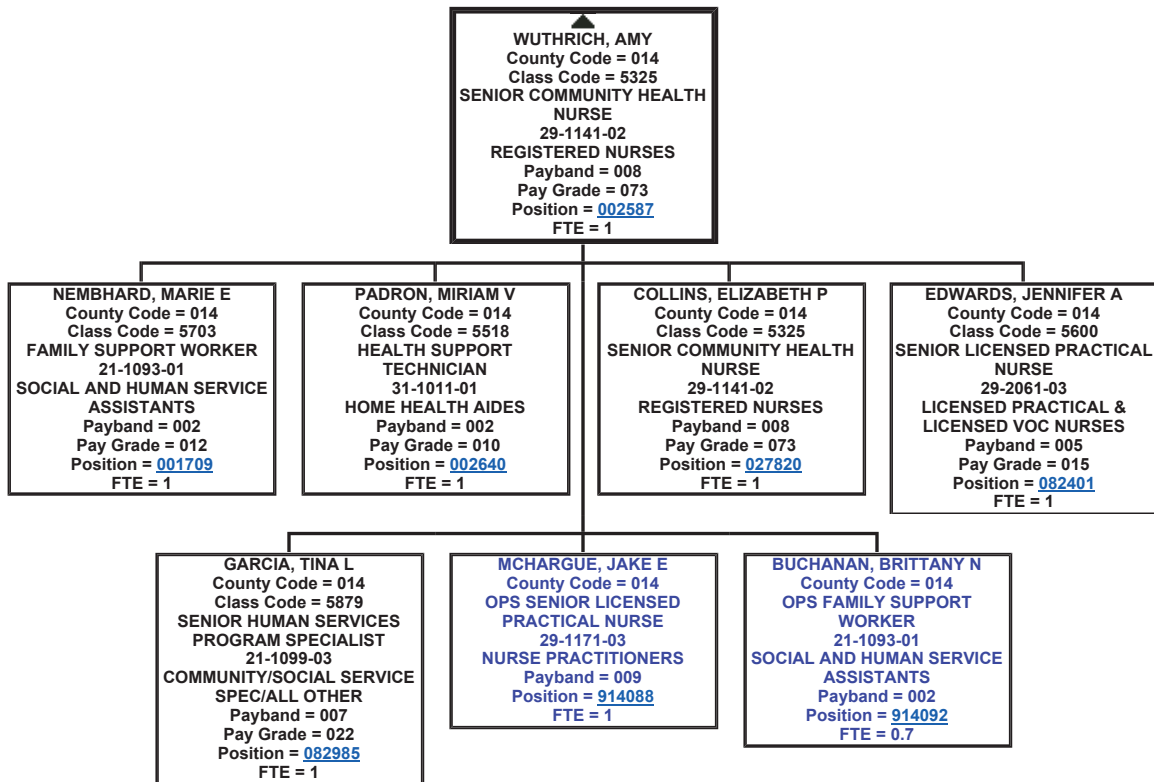 WUTHRICH, AMY
County Code = 014
Class Code = 5325
SENIOR COMMUNITY HEALTH
NURSE
29-1141-02
REGISTERED NURSES
Payband = 008
Pay Grade = 073
Position = 002587
FTE = 1
NEMBHARD, MARIE E
County Code = 014
Class Code = 5703
FAMILY SUPPORT WORKER
21-1093-01
SOCIAL AND HUMAN SERVICE
ASSISTANTS
Payband = 002
Pay Grade = 012
Position = 001709
FTE = 1
PADRON, MIRIAM V
County Code = 014
Class Code = 5518
HEALTH SUPPORT
TECHNICIAN
31-1011-01
HOME HEALTH AIDES
Payband = 002
Pay Grade = 010
Position = 002640
FTE = 1
COLLINS, ELIZABETH P
County Code = 014
Class Code = 5325
SENIOR COMMUNITY HEALTH
NURSE
29-1141-02
REGISTERED NURSES
Payband = 008
Pay Grade = 073
Position = 027820
FTE = 1
EDWARDS, JENNIFER A
County Code = 014
Class Code = 5600
SENIOR LICENSED PRACTICAL
NURSE
29-2061-03
LICENSED PRACTICAL &
LICENSED VOC NURSES
Payband = 005
Pay Grade = 015
Position = 082401
FTE = 1
GARCIA, TINA L
County Code = 014
Class Code = 5879
SENIOR HUMAN SERVICES
PROGRAM SPECIALIST
21-1099-03
COMMUNITY/SOCIAL SERVICE
SPEC/ALL OTHER
Payband = 007
Pay Grade = 022
Position = 082985
FTE = 1
MCHARGUE, JAKE E
County Code = 014
OPS SENIOR LICENSED
PRACTICAL NURSE
29-1171-03
NURSE PRACTITIONERS
Payband = 009
Position = 914088
FTE = 1
BUCHANAN, BRITTANY N
County Code = 014
OPS FAMILY SUPPORT
WORKER
21-1093-01
SOCIAL AND HUMAN SERVICE
ASSISTANTS
Payband = 002
Position = 914092
FTE = 0.7